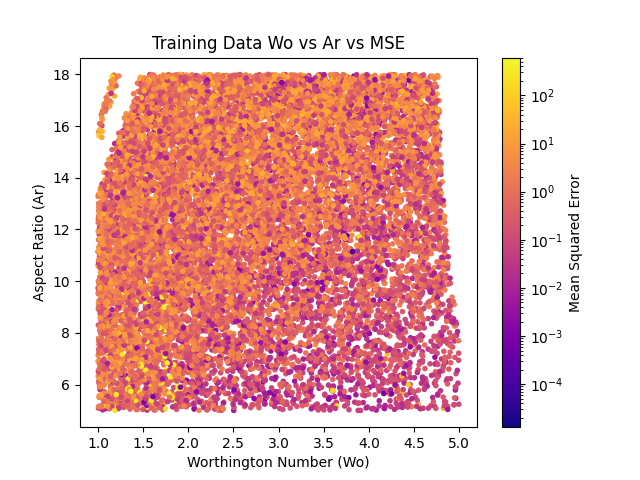 Training Data Wo vs Ar vs MSE
Aspect Ratio (Ar)
18
16
14
12
10
8
6
1.0 1.5 2.0 2.5 3.0 3.5 4.0 4.5 5.0
Worthington Number (Wo)
10²
10¹
10⁰
10⁻¹
10⁻²
10⁻³
10⁻⁴
Mean Squared Error